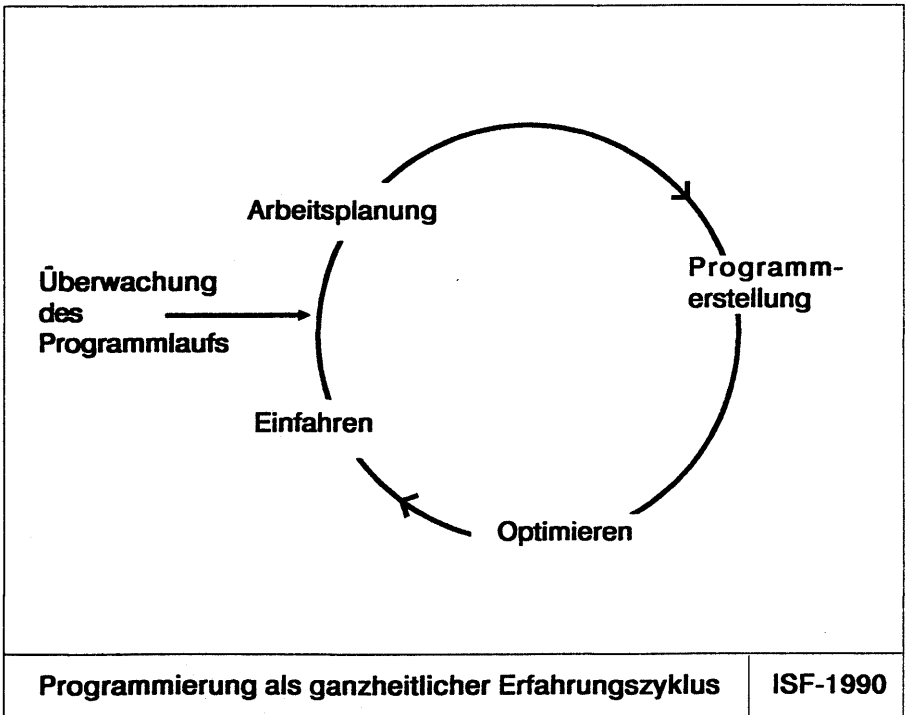 Arbeitsplanung
Überwachung
des
Programmlaufs
Programm-
erstellung
Einfahren
Optimieren
Programmierung als ganzheitlicher Erfahrungszyklus
ISF-1990